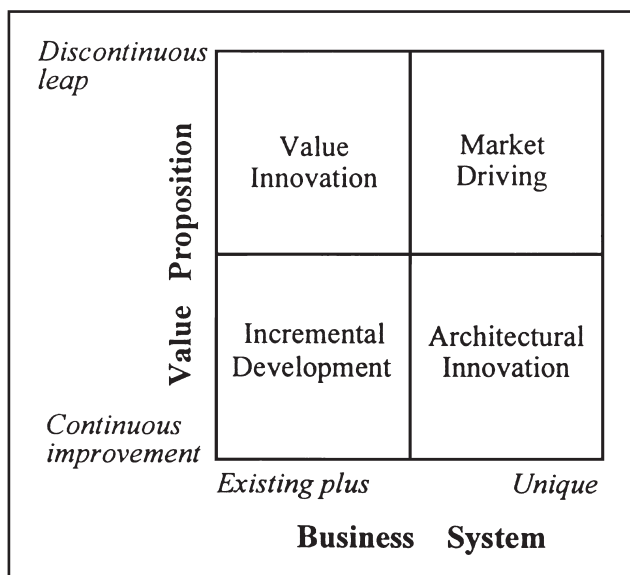 Discontinuous
leap
Value
Innovation
Market
Driving
Value Proposition
Incremental
Development
Architectural
Innovation
Continuous
improvement
Existing plus
Unique
Business System